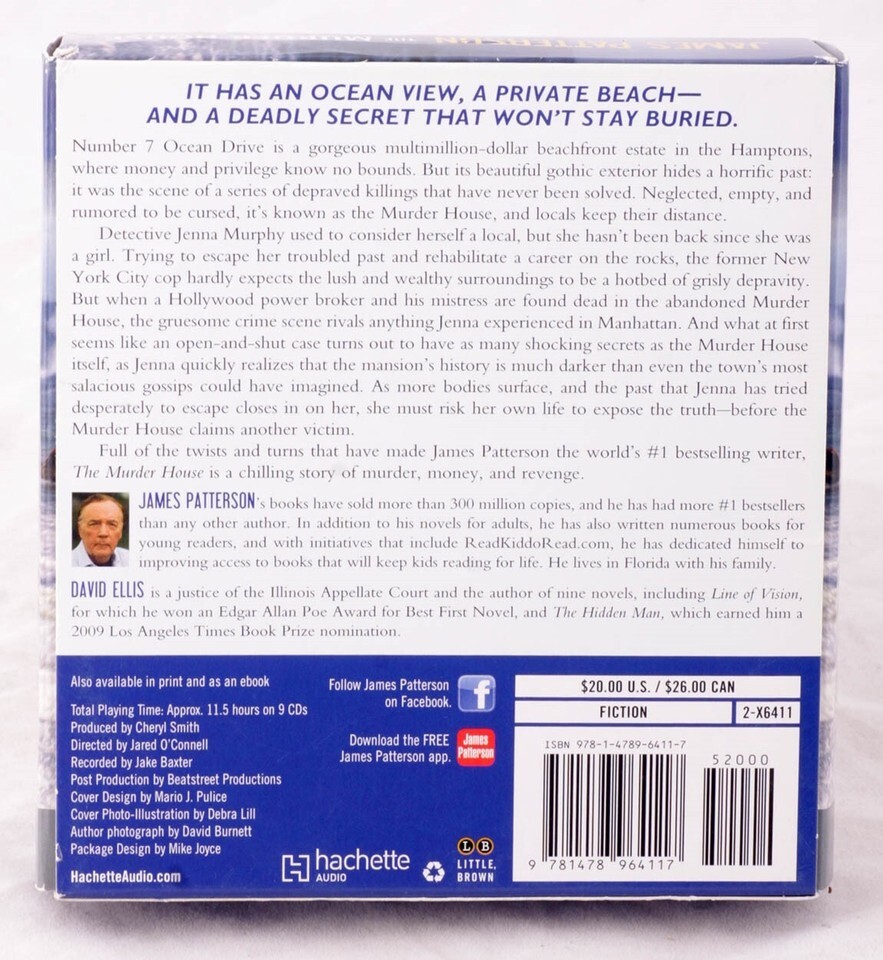 JAMES PATTERSON THE MURDER HOUSE
IT HAS AN OCEAN VIEW, A PRIVATE BEACH—
AND A DEADLY SECRET THAT WON'T STAY BURIED.
Number 7 Ocean Drive is a gorgeous multimillion-dollar beachfront estate in the Hamptons,
where money and privilege know no bounds. But its beautiful gothic exterior hides a horrific past:
it was the scene of a series of depraved killings that have never been solved. Neglected, empty, and
rumored to be cursed, it's known as the Murder House, and locals keep their distance.
Detective Jenna Murphy used to consider herself a local, but she hasn't been back since she was
a girl. Trying to escape her troubled past and rehabilitate a career on the rocks, the former New
York City cop hardly expects the lush and wealthy surroundings to be a hotbed of grisly depravity.
But when a Hollywood power broker and his mistress are found dead in the abandoned Murder
House, the gruesome crime scene rivals anything Jenna experienced in Manhattan. And what at first
seems like an open-and-shut case turns out to have as many shocking secrets as the Murder House
itself, as Jenna quickly realizes that the mansion's history is much darker than even the town's most
salacious gossips could have imagined. As more bodies surface, and the past that Jenna has tried
desperately to escape closes in on her, she must risk her own life to expose the truth—before the
Murder House claims another victim.
Full of the twists and turns that have made James Patterson the world's #1 bestselling writer,
The Murder House is a chilling story of murder, money, and revenge.
JAMES PATTERSON's books have sold more than 300 million copies, and he has had more #1 bestsellers
than any other author. In addition to his novels for adults, he has also written numerous books for
young readers, and with initiatives that include ReadKiddoRead.com, he has dedicated himself to
improving access to books that will keep kids reading for life. He lives in Florida with his family.
DAVID ELLIS is a justice of the Illinois Appellate Court and the author of nine novels, including Line of Vision,
for which he won an Edgar Allan Poe Award for Best First Novel, and The Hidden Man, which earned him a
2009 Los Angeles Times Book Prize nomination.
Also available in print and as an ebook
Total Playing Time: Approx. 11.5 hours on 9 CDs
Produced by Cheryl Smith
Directed by Jared O'Connell
Recorded by Jake Baxter
Post Production by Beatstreet Productions
Cover Design by Mario J. Pulice
Cover Photo-Illustration by Debra Lill
Author photograph by David Burnett
Package Design by Mike Joyce
HachetteAudio.com
Follow James Patterson
on Facebook.
f
Download the FREE
James Patterson app.
James
Patterson
hachette
AUDIO
L B
LITTLE,
BROWN
$20.00 U.S. / $26.00 CAN
FICTION
2-X6411
ISBN 978-1-4789-6411-7
52000
9 781478 964117